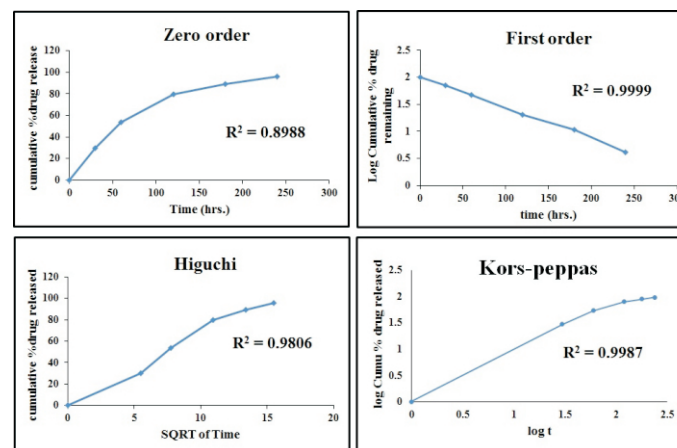 Zero order
cumulative %drug release
120
100
80
60
40
20
0
0 50 100 150 200 250 300
Time (hrs.)
R² = 0.8988
First order
Log Cumulative % drug
remaining
2.5
2
1.5
1
0.5
0
0 50 100 150 200 250 300
time (hrs.)
R² = 0.9999
Higuchi
cumulative %drug released
120
100
80
60
40
20
0
0 5 10 15 20
SQRT of Time
R² = 0.9806
Kors-peppas
log Cumu % drug released
2.5
2
1.5
1
0.5
0
0 0.5 1 1.5 2 2.5
log t
R² = 0.9987